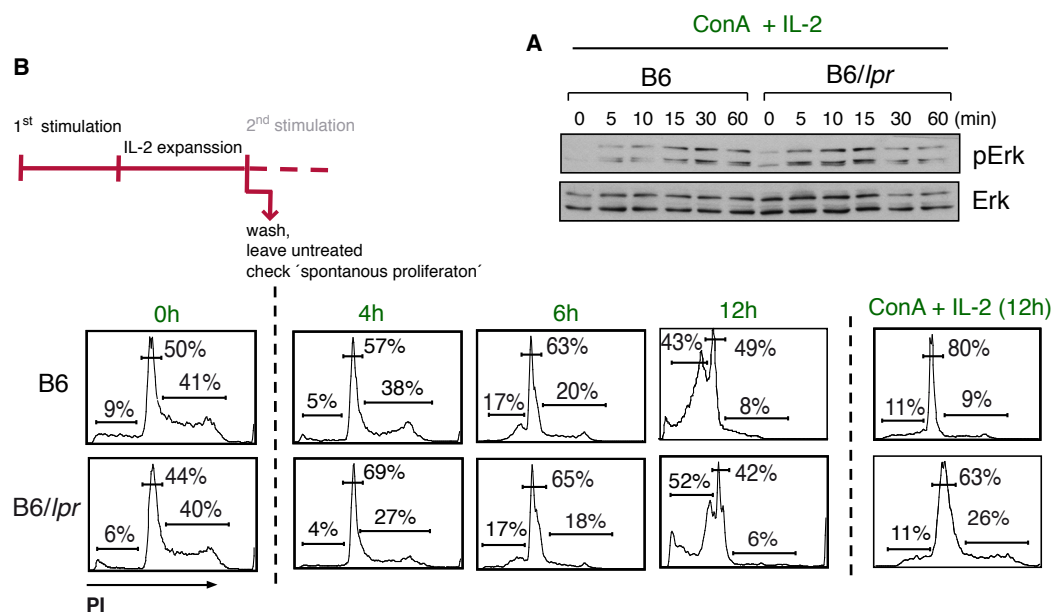 A
ConA + IL-2
B6 B6/lpr
0 5 10 15 30 60 0 5 10 15 30 60 (min)
pErk
Erk
B
1st stimulation
IL-2 expanssion
2nd stimulation
wash,
leave untreated
check ´spontanous proliferaton´
0h 4h 6h 12h ConA + IL-2 (12h)
B6
9% 50% 41%
5% 57% 38%
17% 63% 20%
43% 49% 8%
11% 80% 9%
B6/lpr
6% 44% 40%
4% 69% 27%
17% 65% 18%
52% 42% 6%
11% 63% 26%
PI